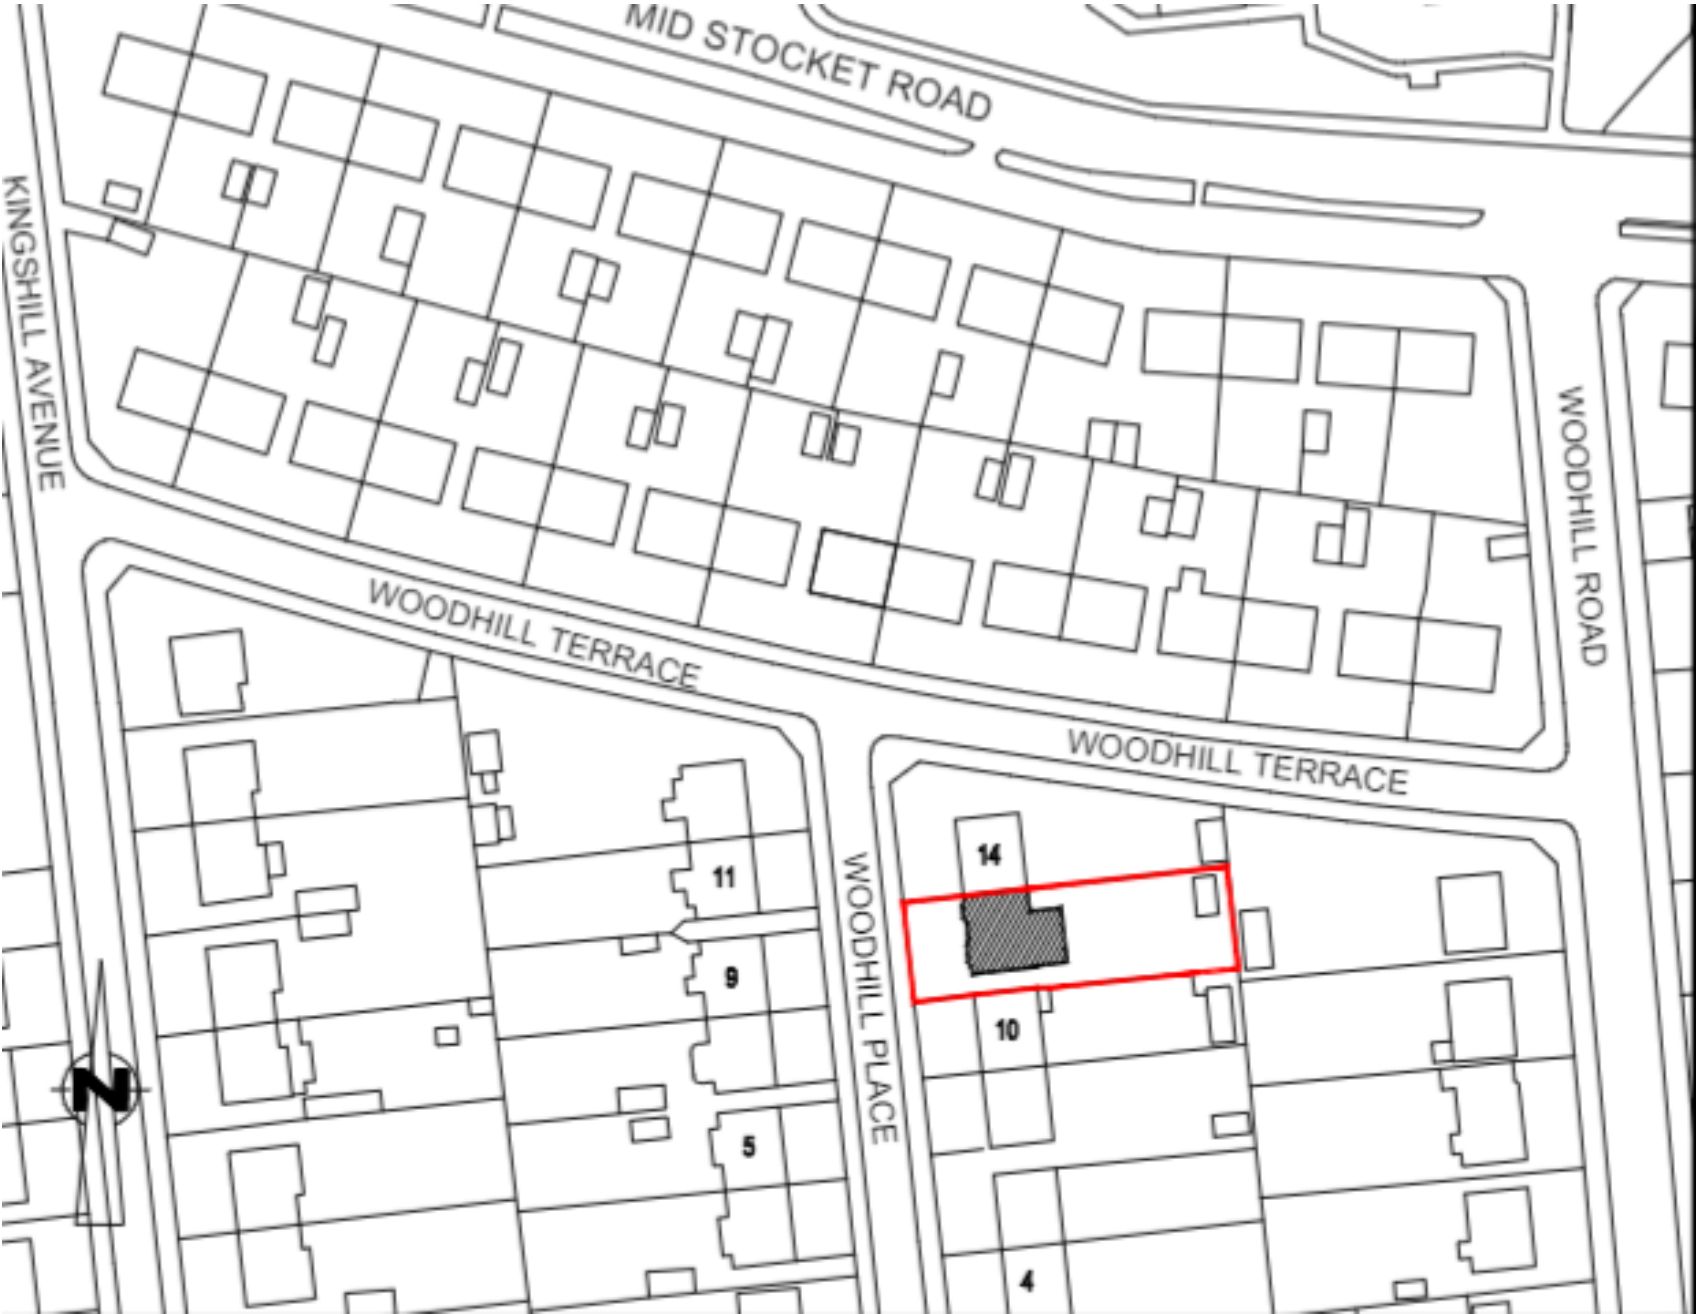 MID STOCKET ROAD
KINGSHILL AVENUE
WOODHILL ROAD
WOODHILL TERRACE
WOODHILL TERRACE
14
11
WOODHILL PLACE
9
10
N
5
4